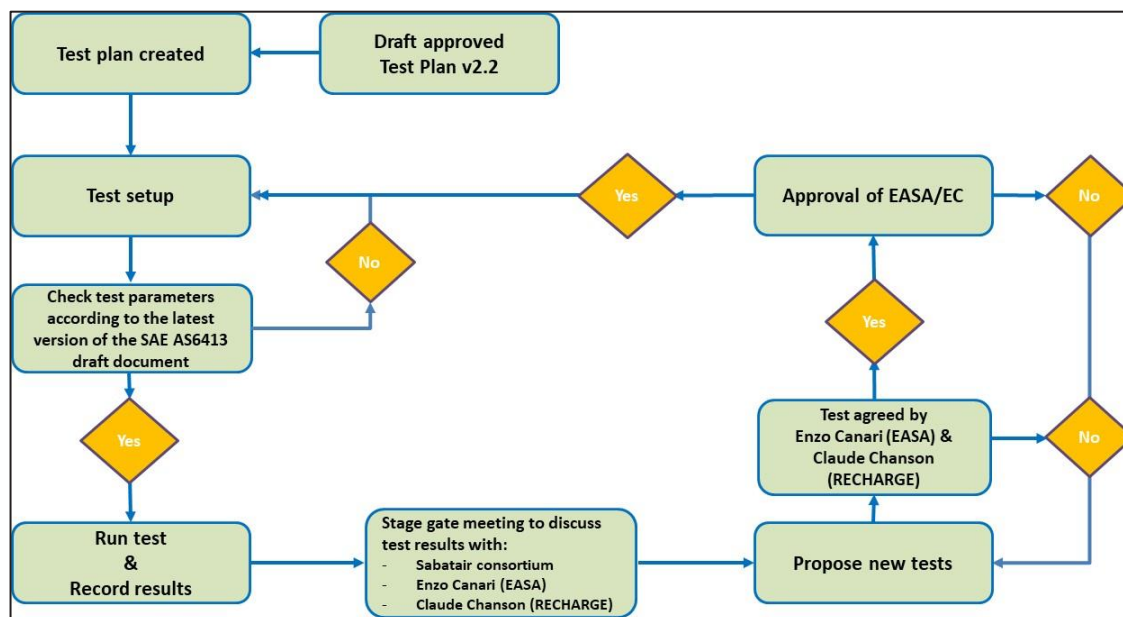 Test plan created
Draft approved
Test Plan v2.2
Test setup
Yes
Approval of EASA/EC
No
No
Check test parameters
according to the latest
version of the SAE AS6413
draft document
Yes
Yes
Test agreed by
Enzo Canari (EASA) &
Claude Chanson
(RECHARGE)
No
Run test
&
Record results
Stage gate meeting to discuss
test results with:
- Sabatair consortium
- Enzo Canari (EASA)
- Claude Chanson (RECHARGE)
Propose new tests